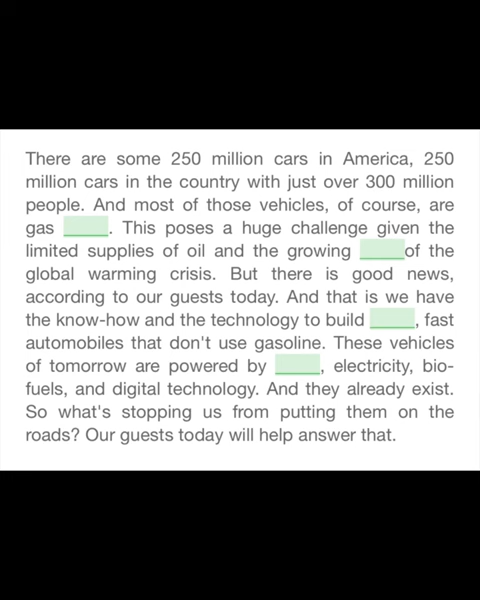 There are some 250 million cars in America, 250
million cars in the country with just over 300 million
people. And most of those vehicles, of course, are
gas _____. This poses a huge challenge given the
limited supplies of oil and the growing _____of the
global warming crisis. But there is good news,
according to our guests today. And that is we have
the know-how and the technology to build _____, fast
automobiles that don't use gasoline. These vehicles
of tomorrow are powered by _____, electricity, bio-
fuels, and digital technology. And they already exist.
So what's stopping us from putting them on the
roads? Our guests today will help answer that.